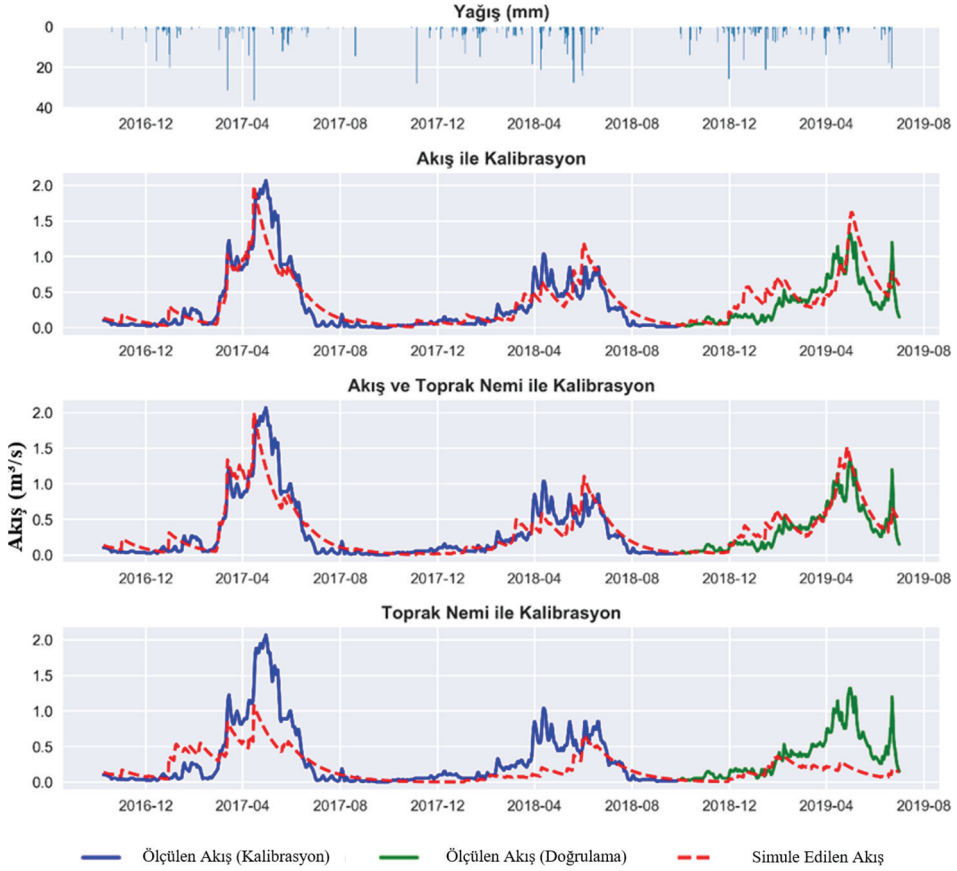 Yağış (mm)
0
20
40
2016-12 2017-04 2017-08 2017-12 2018-04 2018-08 2018-12 2019-04 2019-08
Akış ile Kalibrasyon
2.0
1.5
1.0
0.5
0.0
2016-12 2017-04 2017-08 2017-12 2018-04 2018-08 2018-12 2019-04 2019-08
Akış ve Toprak Nemi ile Kalibrasyon
Akış (m³/s)
2.0
1.5
1.0
0.5
0.0
2016-12 2017-04 2017-08 2017-12 2018-04 2018-08 2018-12 2019-04 2019-08
Toprak Nemi ile Kalibrasyon
2.0
1.5
1.0
0.5
0.0
2016-12 2017-04 2017-08 2017-12 2018-04 2018-08 2018-12 2019-04 2019-08
Ölçülen Akış (Kalibrasyon) Ölçülen Akış (Doğrulama) Simule Edilen Akış